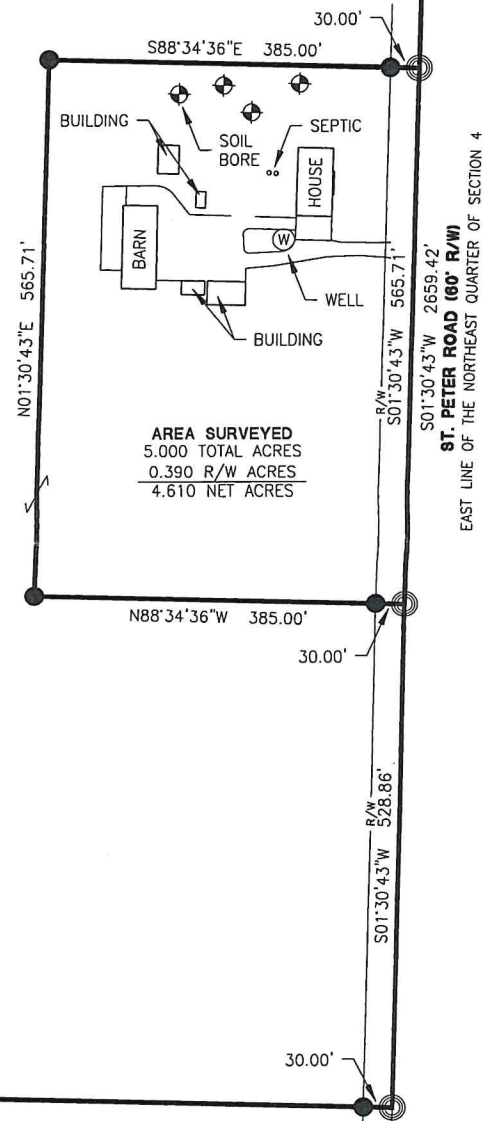 30.00'
S88°34'36"E 385.00'
BUILDING
SOIL
BORE
SEPTIC
HOUSE
BARN
W
WELL
BUILDING
N01°30'43"E 565.71'
R/W
S01°30'43"W 565.71'
S01°30'43"W 2659.42'
ST. PETER ROAD (60' R/W)
EAST LINE OF THE NORTHEAST QUARTER OF SECTION 4
AREA SURVEYED
5.000 TOTAL ACRES
0.390 R/W ACRES
4.610 NET ACRES
N88°34'36"W 385.00'
30.00'
R/W
S01°30'43"W 528.86'
30.00'